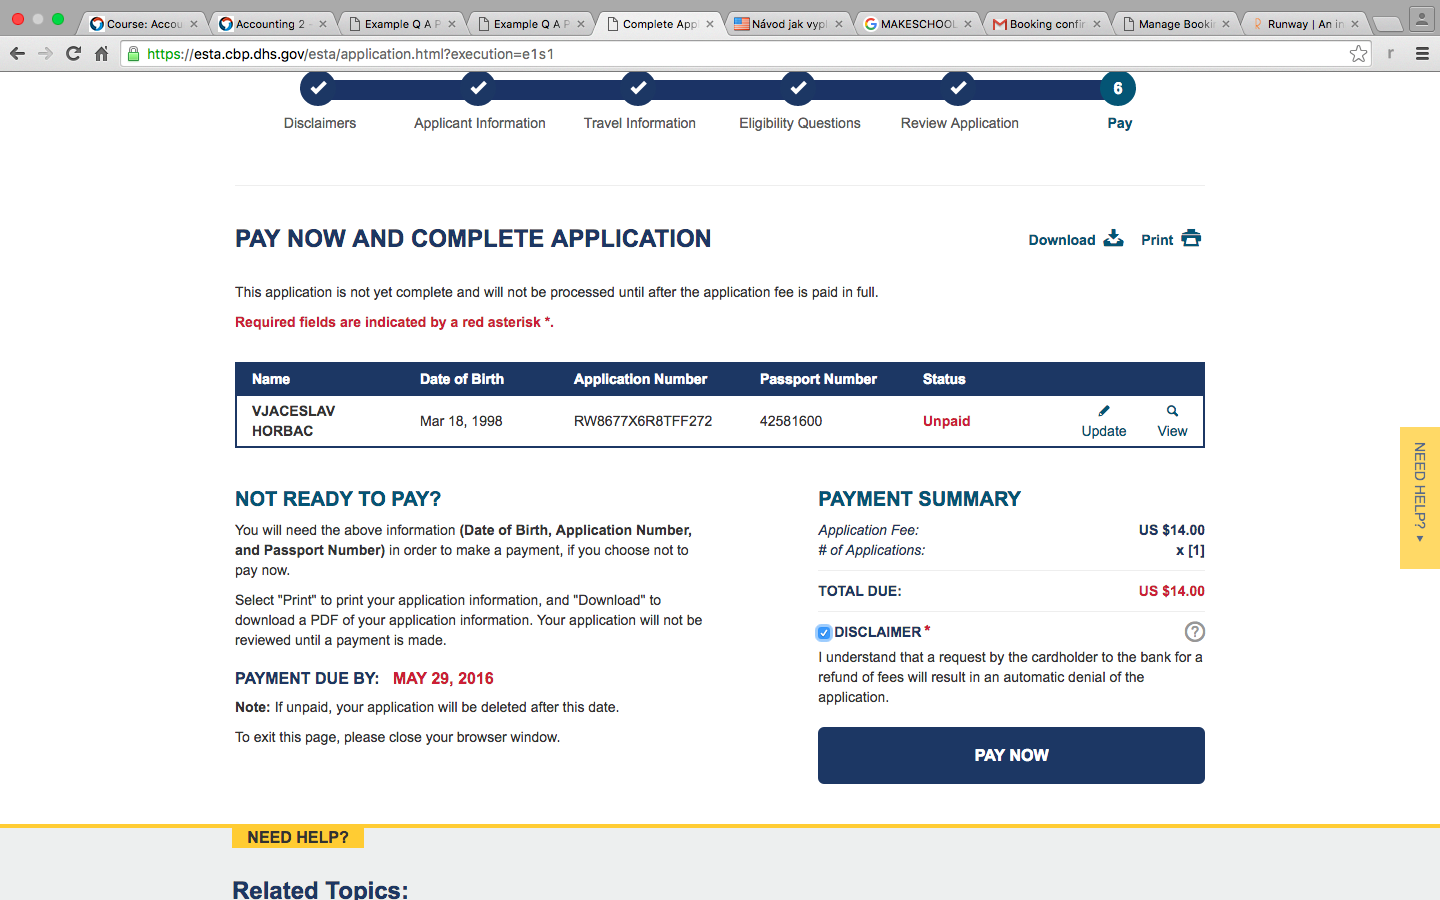 Course: Accou
Accounting 2 -
Example Q A P
Example Q A P
Complete App
Návod jak vypl
MAKESCHOOL
Booking confir
Manage Bookin
Runway | An in
https://esta.cbp.dhs.gov/esta/application.html?execution=e1s1
r
6
Disclaimers
Applicant Information
Travel Information
Eligibility Questions
Review Application
Pay
PAY NOW AND COMPLETE APPLICATION
Download
Print
This application is not yet complete and will not be processed until after the application fee is paid in full.
Required fields are indicated by a red asterisk *.
Name Date of Birth Application Number Passport Number Status
VJACESLAV
HORBAC
Mar 18, 1998 RW8677X6R8TFF272 42581600 Unpaid
Update
View
NOT READY TO PAY?
You will need the above information (Date of Birth, Application Number,
and Passport Number) in order to make a payment, if you choose not to
pay now.
Select "Print" to print your application information, and "Download" to
download a PDF of your application information. Your application will not be
reviewed until a payment is made.
PAYMENT DUE BY: MAY 29, 2016
Note: If unpaid, your application will be deleted after this date.
To exit this page, please close your browser window.
PAYMENT SUMMARY
Application Fee: US $14.00
# of Applications: x [1]
TOTAL DUE: US $14.00
DISCLAIMER *
?
I understand that a request by the cardholder to the bank for a
refund of fees will result in an automatic denial of the
application.
PAY NOW
NEED HELP?
NEED HELP?
Related Topics: